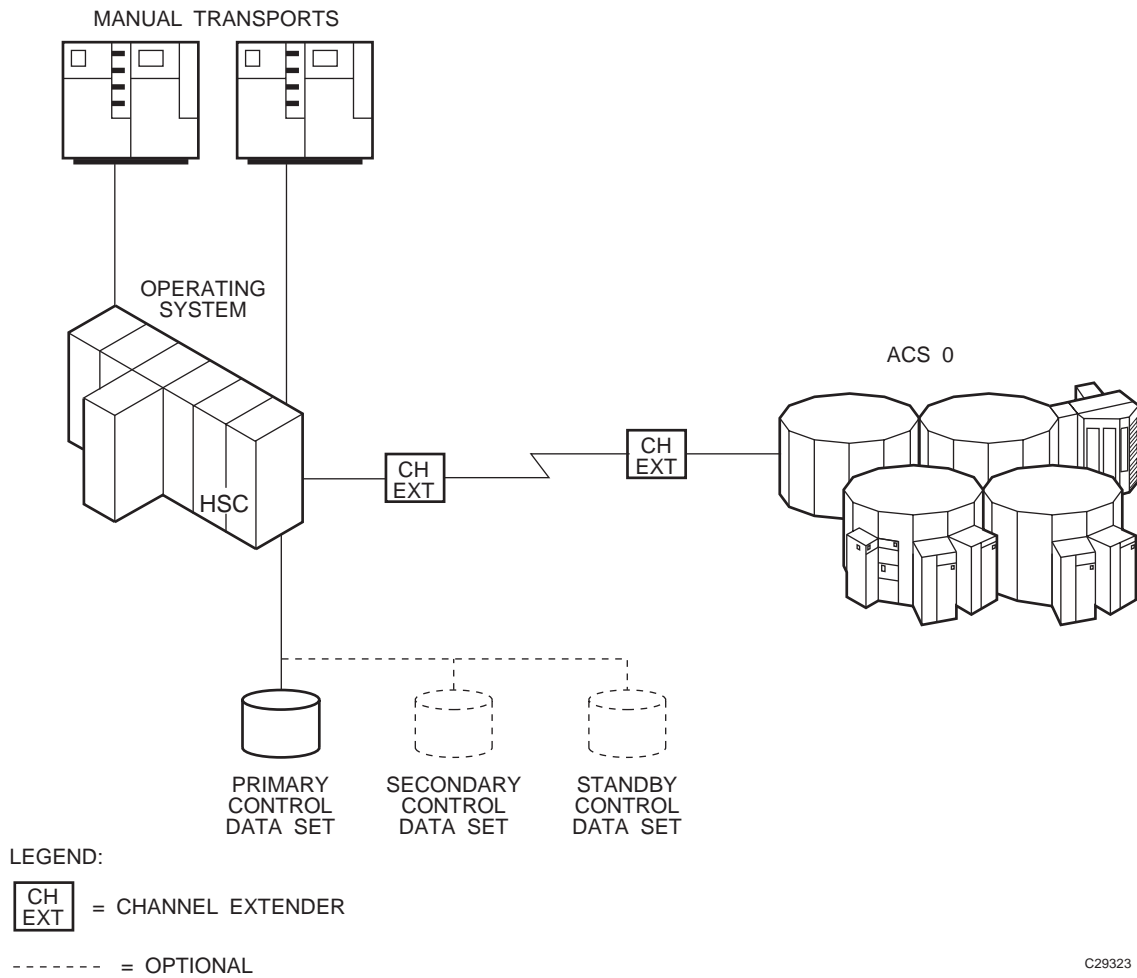 MANUAL TRANSPORTS
OPERATING
SYSTEM
HSC
CH
EXT
CH
EXT
ACS 0
PRIMARY
CONTROL
DATA SET
SECONDARY
CONTROL
DATA SET
STANDBY
CONTROL
DATA SET
LEGEND:
CH
EXT
= CHANNEL EXTENDER
= OPTIONAL
C29323